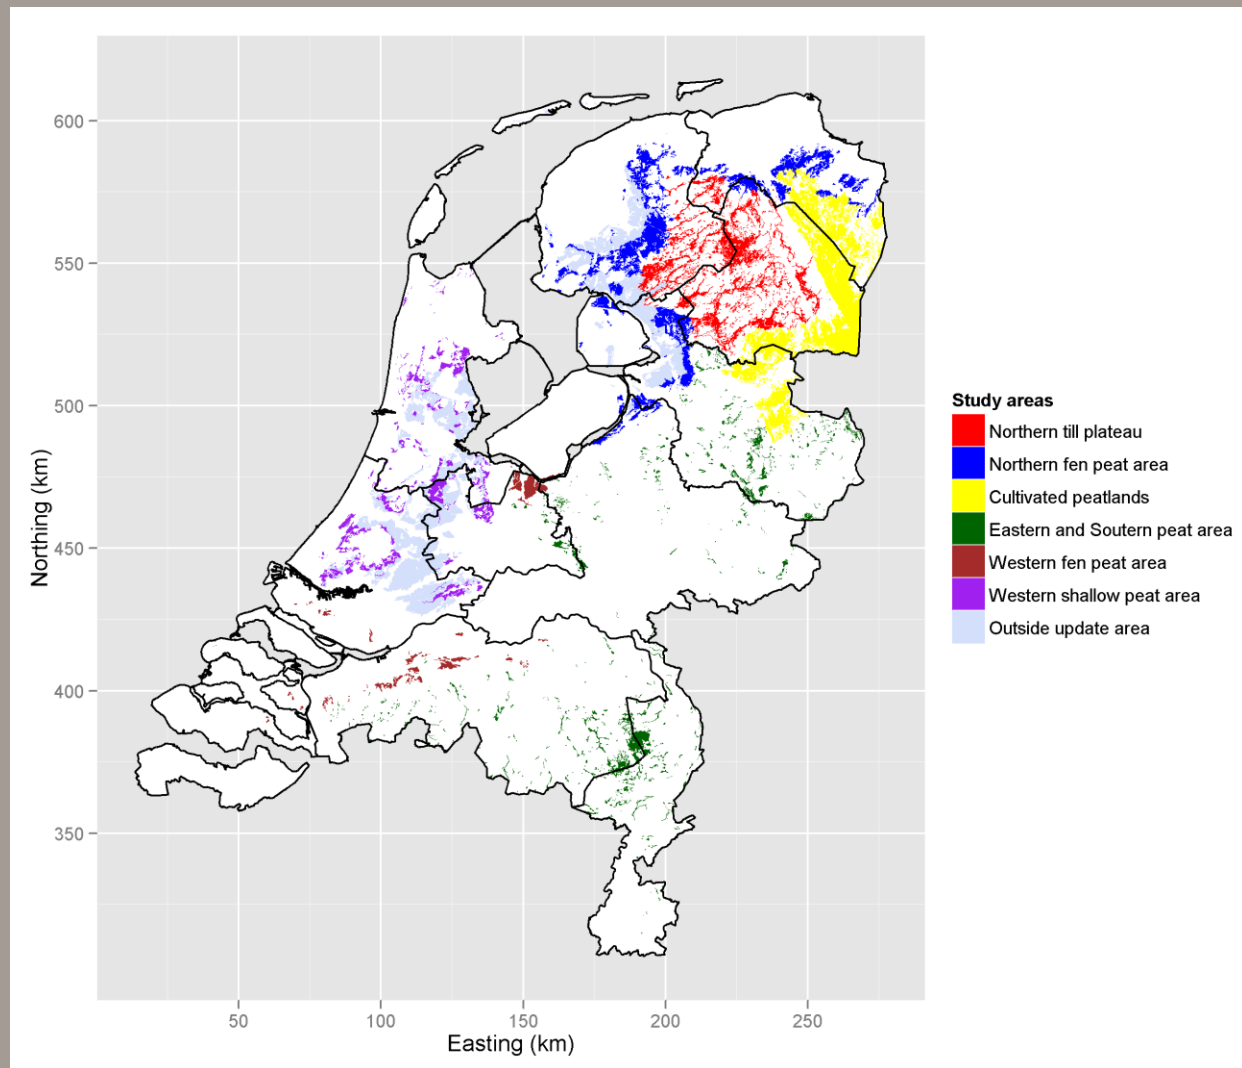 600
550
500
450
400
350
Northing (km)
50
100
150
200
250
Easting (km)
Study areas
Northern till plateau
Northern fen peat area
Cultivated peatlands
Eastern and Soutern peat area
Western fen peat area
Western shallow peat area
Outside update area